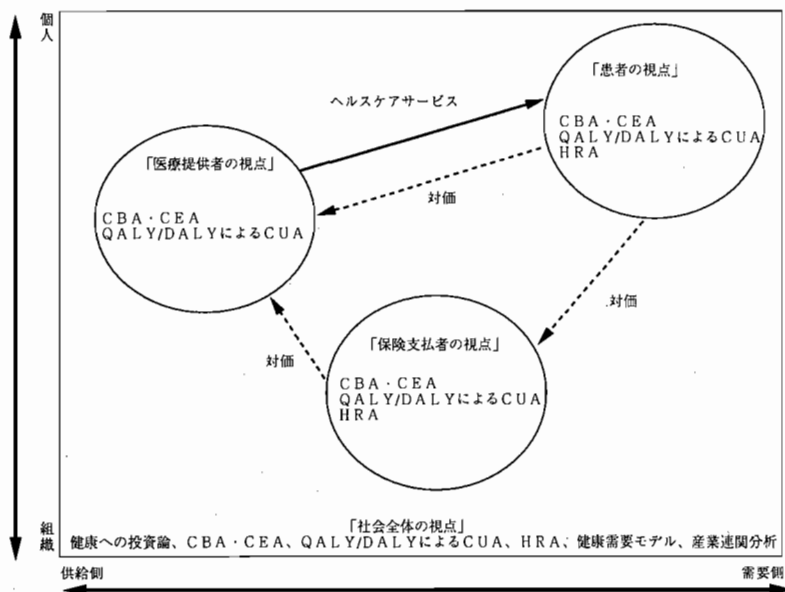 個人
「患者の視点」
ヘルスケアサービス
CBA・CEA
QALY/DALYによるCUA
HRA
「医療提供者の視点」
対価
CBA・CEA
QALY/DALYによるCUA
対価
「保険支払者の視点」
対価
CBA・CEA
QALY/DALYによるCUA
HRA
組織
「社会全体の視点」
健康への投資論、CBA・CEA、QALY/DALYによるCUA、HRA、健康需要モデル、産業連関分析
供給側
需要側